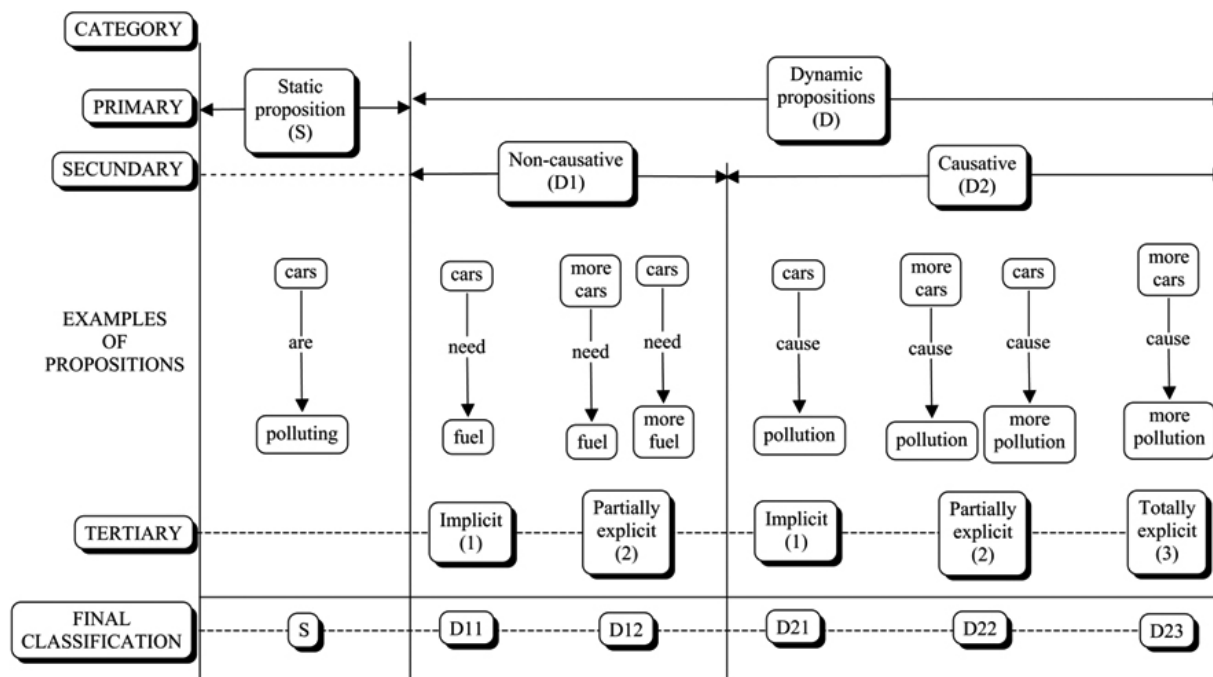 CATEGORY
PRIMARY
Static
proposition
(S)
Dynamic
propositions
(D)
SECUNDARY
Non-causative
(D1)
Causative
(D2)
EXAMPLES
OF
PROPOSITIONS
cars
are
polluting
cars
need
fuel
more
cars
need
fuel
cars
need
more
fuel
cars
cause
pollution
more
cars
cause
pollution
cars
cause
more
pollution
more
cars
cause
more
pollution
TERTIARY
Implicit
(1)
Partially
explicit
(2)
Implicit
(1)
Partially
explicit
(2)
Totally
explicit
(3)
FINAL
CLASSIFICATION
S
D11
D12
D21
D22
D23